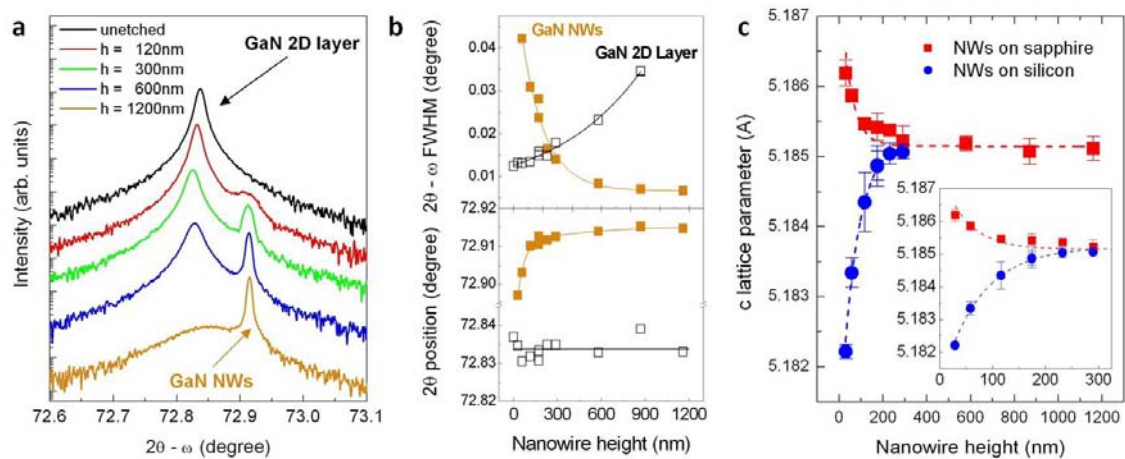 a
unetched
h = 120nm
h = 300nm
h = 600nm
h = 1200nm
GaN 2D layer
GaN NWs
Intensity (arb. units)
72.6 72.7 72.8 72.9 73.0 73.1
2θ - ω (degree)
b
GaN NWs
GaN 2D Layer
2θ - ω FWHM (degree)
0.04
0.03
0.02
0.01
72.92
2θ position (degree)
72.91
72.90
72.84
72.83
72.82
0 300 600 900 1200
Nanowire height (nm)
c
NWs on sapphire
NWs on silicon
c lattice parameter (A)
5.187
5.186
5.185
5.184
5.183
5.182
0 200 400 600 800 1000 1200
Nanowire height (nm)
5.187
5.186
5.185
5.184
5.183
5.182
0 100 200 300